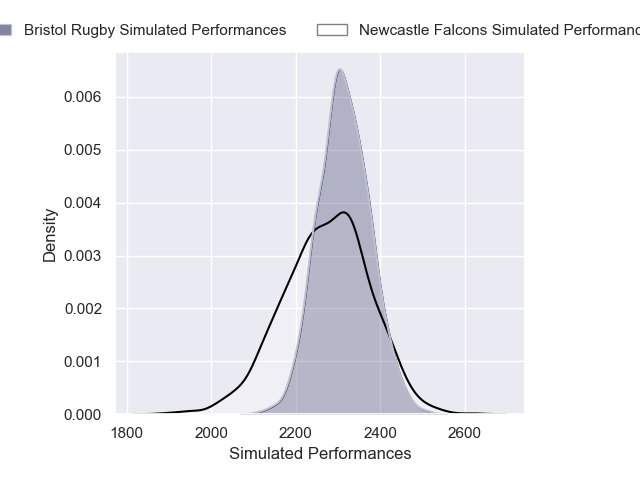 Bristol Rugby Simulated Performances
Newcastle Falcons Simulated Performanc
0.006
0.005
0.004
0.003
0.002
0.001
0.000
Density
1800 2000 2200 2400 2600
Simulated Performances